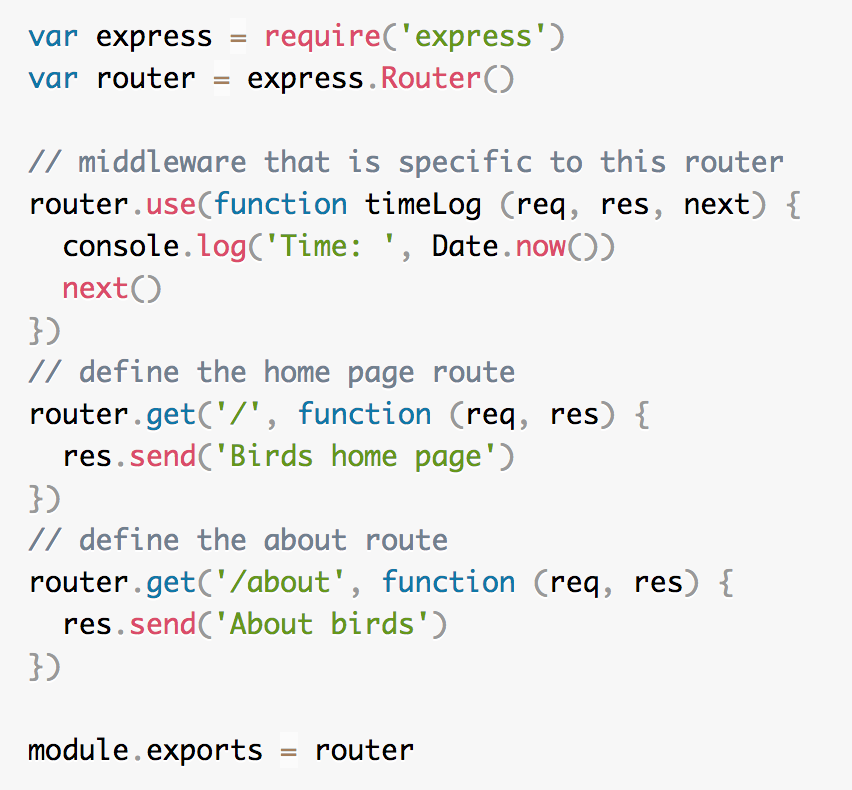 var express = require('express')
var router = express.Router()
// middleware that is specific to this router
router.use(function timeLog (req, res, next) {
  console.log('Time: ', Date.now())
  next()
})
// define the home page route
router.get('/', function (req, res) {
  res.send('Birds home page')
})
// define the about route
router.get('/about', function (req, res) {
  res.send('About birds')
})
module.exports = router